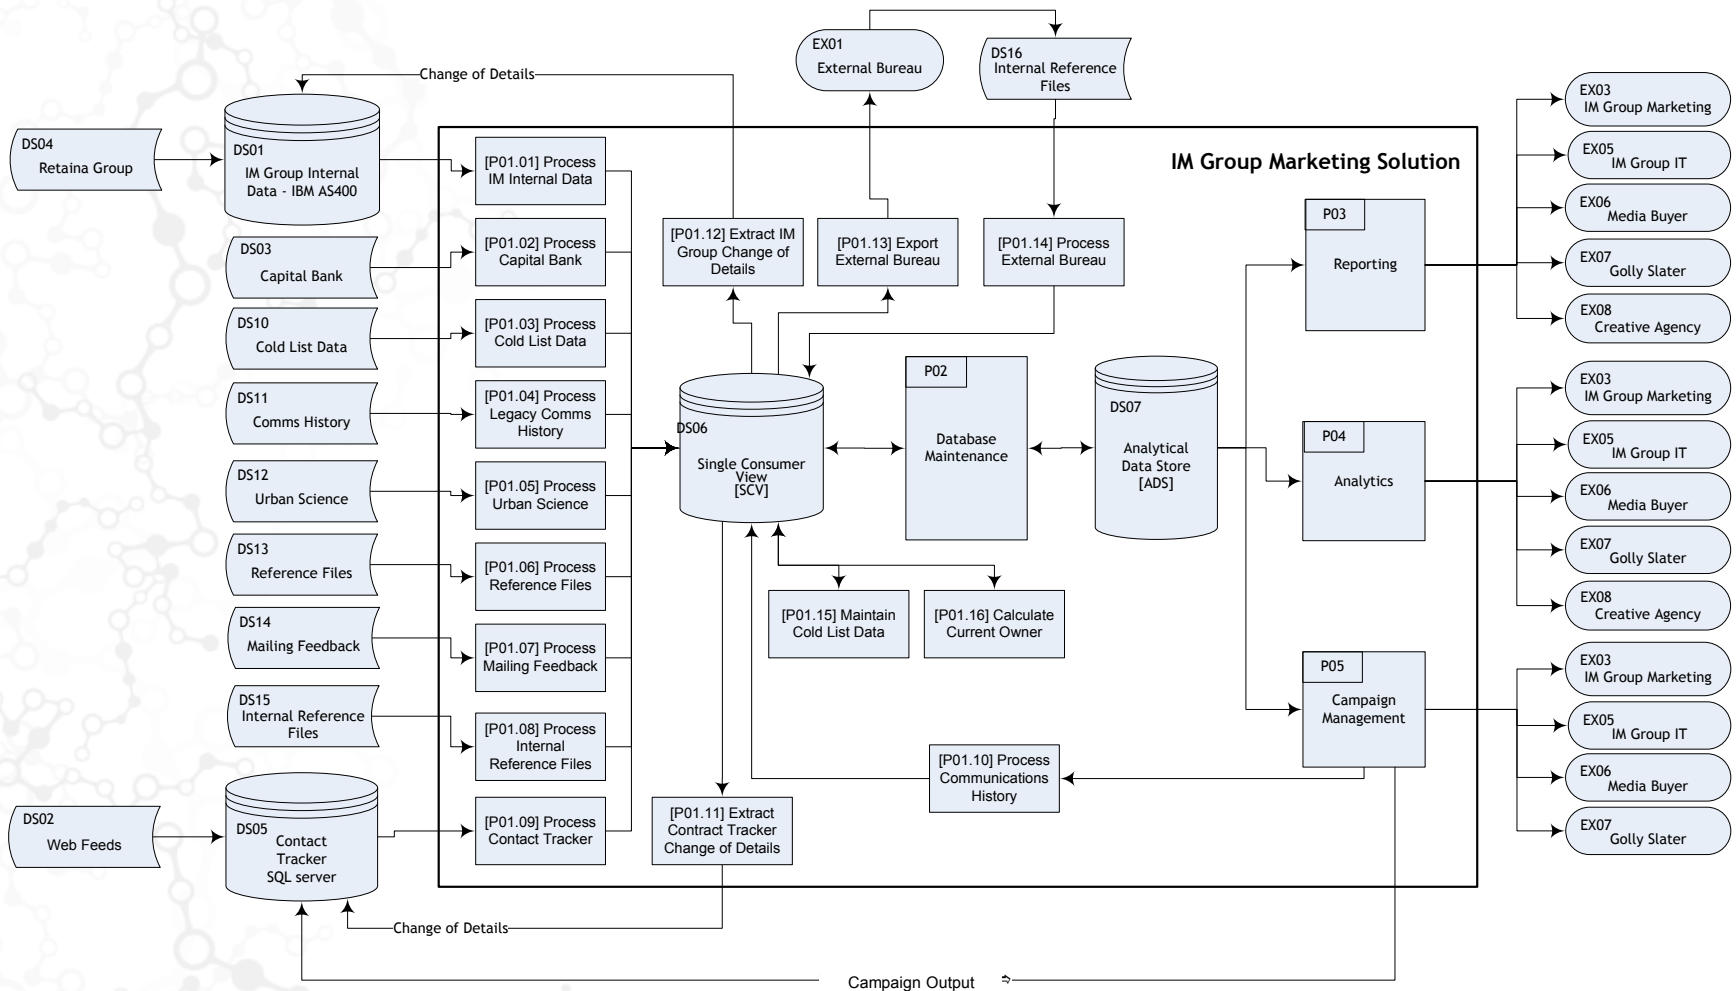 EX01
External Bureau
DS16
Internal Reference
Files
Change of Details
DS04
Retaina Group
DS01
IM Group Internal
Data - IBM AS400
DS03
Capital Bank
DS10
Cold List Data
DS11
Comms History
DS12
Urban Science
DS13
Reference Files
DS14
Mailing Feedback
DS15
Internal Reference
Files
DS02
Web Feeds
DS05
Contact
Tracker
SQL server
IM Group Marketing Solution
[P01.01] Process
IM Internal Data
[P01.02] Process
Capital Bank
[P01.03] Process
Cold List Data
[P01.04] Process
Legacy Comms
History
[P01.05] Process
Urban Science
[P01.06] Process
Reference Files
[P01.07] Process
Mailing Feedback
[P01.08] Process
Internal
Reference Files
[P01.09] Process
Contact Tracker
[P01.12] Extract IM
Group Change of
Details
[P01.13] Export
External Bureau
[P01.14] Process
External Bureau
DS06
Single Consumer
View
[SCV]
P02
Database
Maintenance
DS07
Analytical
Data Store
[ADS]
[P01.15] Maintain
Cold List Data
[P01.16] Calculate
Current Owner
[P01.11] Extract
Contract Tracker
Change of Details
[P01.10] Process
Communications
History
P03
Reporting
P04
Analytics
P05
Campaign
Management
EX03
IM Group Marketing
EX05
IM Group IT
EX06
Media Buyer
EX07
Golly Slater
EX08
Creative Agency
EX03
IM Group Marketing
EX05
IM Group IT
EX06
Media Buyer
EX07
Golly Slater
EX08
Creative Agency
EX03
IM Group Marketing
EX05
IM Group IT
EX06
Media Buyer
EX07
Golly Slater
Change of Details
Campaign Output